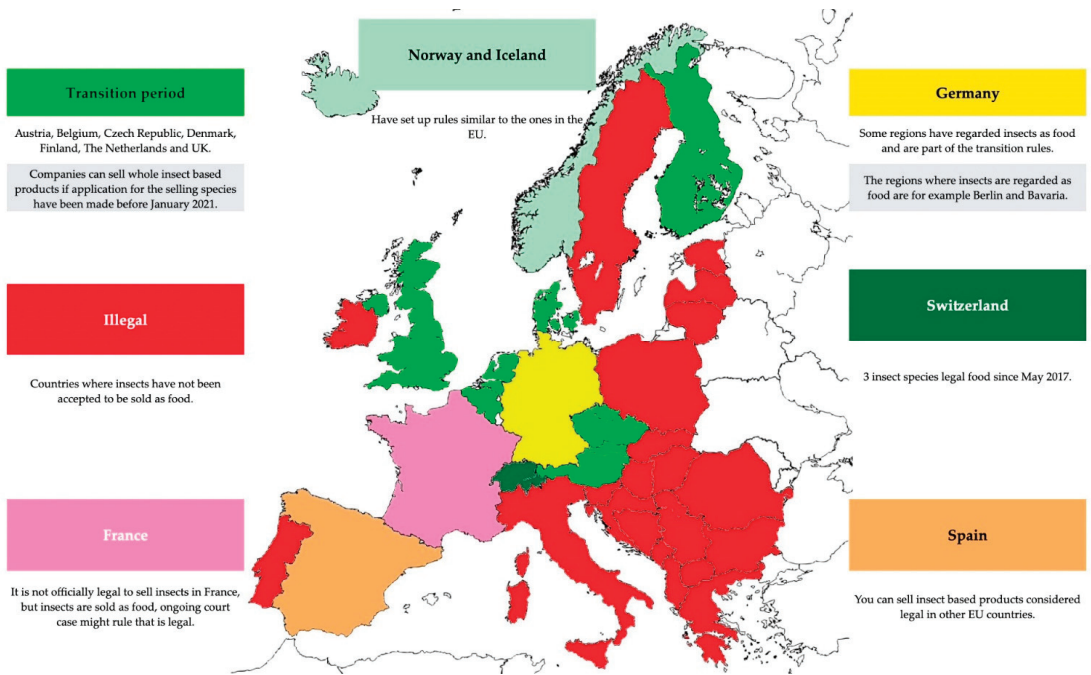 Norway and Iceland
Have set up rules similar to the ones in the
EU.
Transition period
Austria, Belgium, Czech Republic, Denmark,
Finland, The Netherlands and UK.
Companies can sell whole insect based
products if application for the selling species
have been made before January 2021.
Illegal
Countries where insects have not been
accepted to be sold as food.
France
It is not officially legal to sell insects in France,
but insects are sold as food, ongoing court
case might rule that is legal.
Germany
Some regions have regarded insects as food
and are part of the transition rules.
The regions where insects are regarded as
food are for example Berlin and Bavaria.
Switzerland
3 insect species legal food since May 2017.
Spain
You can sell insect based products considered
legal in other EU countries.